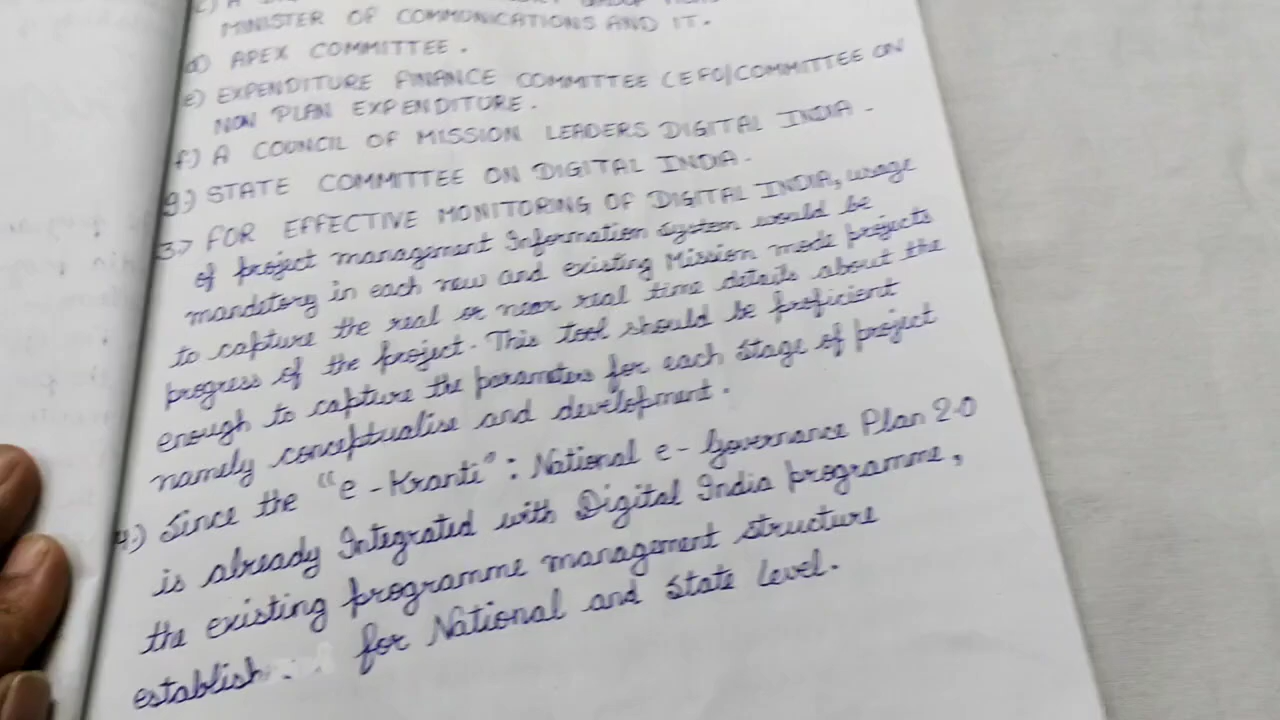 c) A
MINISTER OF COMMUNICATIONS AND IT.
d) APEX COMMITTEE.
e) EXPENDITURE FINANCE COMMITTEE (EFC/COMMITTEE ON
NON PLAN EXPENDITURE.
f.) A COUNCIL OF MISSION LEADERS DIGITAL INDIA -
g.) STATE COMMITTEE ON DIGITAL INDIA.
3.> FOR EFFECTIVE MONITORING OF DIGITAL INDIA, usage
of project management Information System would be
mandetory in each new and existing Mission mode projects
to capture the real or near real time details about the
progress of the project. This tool should be proficient
enough to capture the parameters for each stage of project
namely conceptualise and development.
4.) Since the "e-Kranti": National e-Governance Plan 2.0
is already Integrated with Digital India programme,
the existing programme management structure
establish for National and State Level.